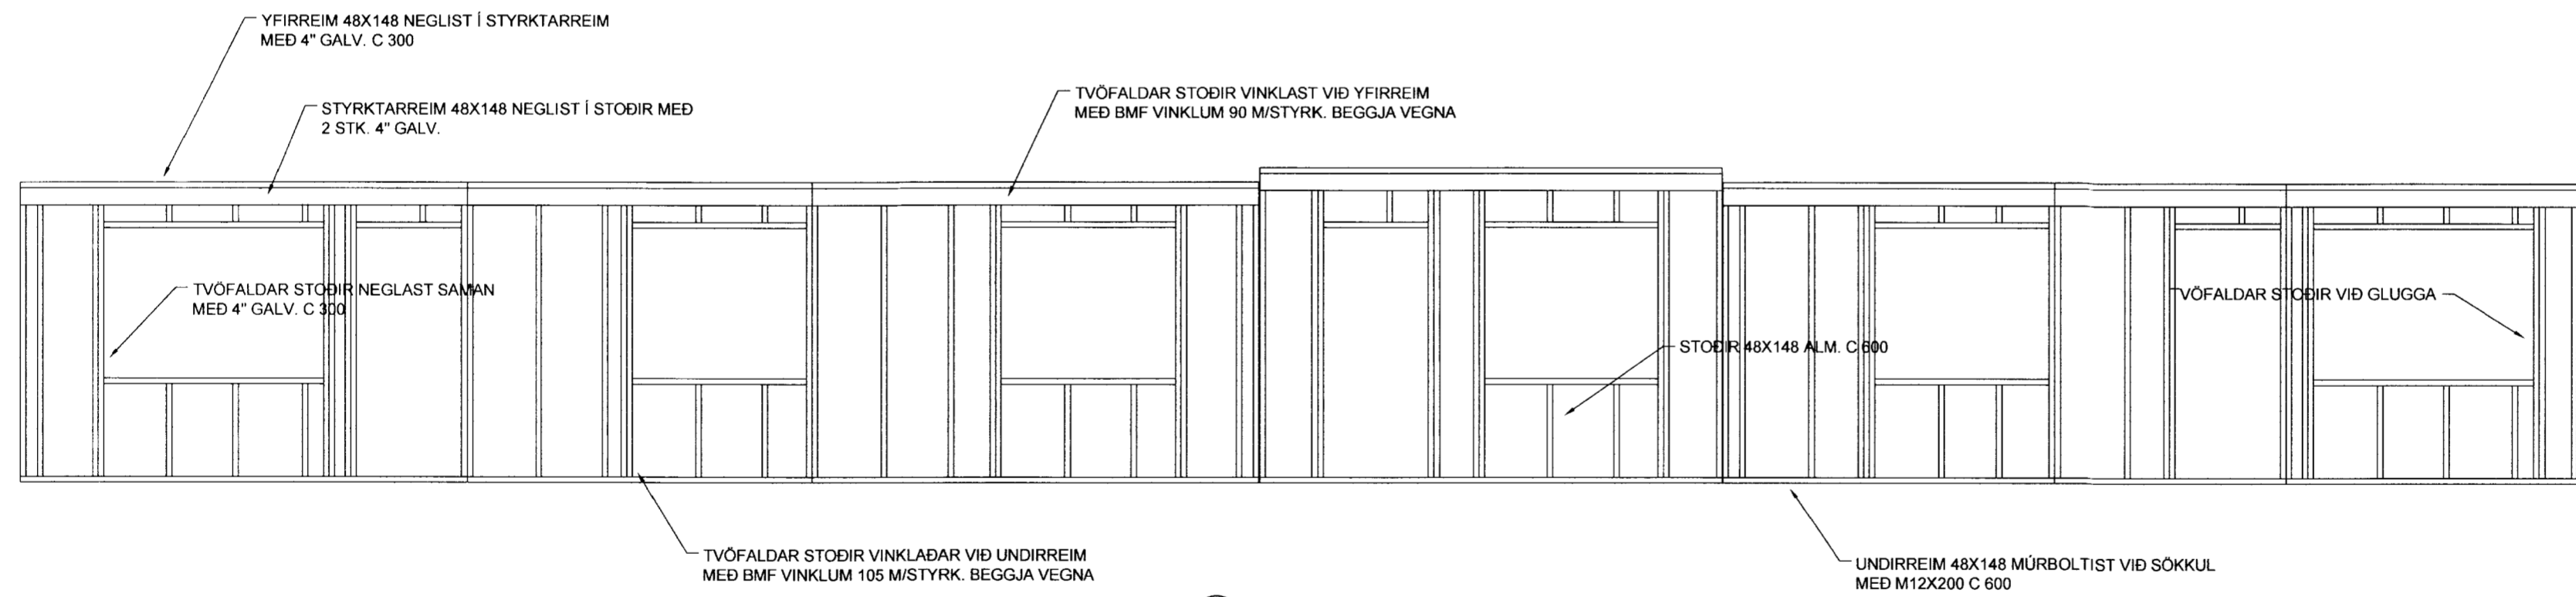 YFIRREIM 48X148 NEGLIST Í STYRKTARREIM
MEÐ 4" GALV. C 300
STYRKTARREIM 48X148 NEGLIST Í STOÐIR MEÐ
2 STK. 4" GALV.
TVÖFALDAR STOÐIR VINKLAST VIÐ YFIRREIM
MEÐ BMF VINKLUM 90 M/STYRK. BEGGJA VEGNA
TVÖFALDAR STOÐIR NEGLAST SAMAN
MEÐ 4" GALV. C 300
TVÖFALDAR STOÐIR VIÐ GLUGGA
STOÐIR 48X148 ALM. C 600
TVÖFALDAR STOÐIR VINKLAÐAR VIÐ UNDIRREIM
MEÐ BMF VINKLUM 105 M/STYRK. BEGGJA VEGNA
UNDIRREIM 48X148 MÚRBOLTIST VIÐ SÖKKUL
MEÐ M12X200 C 600